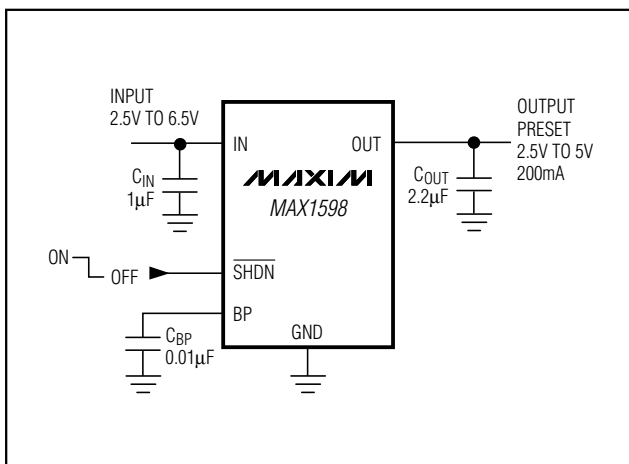 INPUT
2.5V TO 6.5V
IN
OUT
OUTPUT
PRESET
2.5V TO 5V
200mA
CIN
1μF
MAXIM
MAX1598
COUT
2.2μF
ON
OFF
SHDN
BP
CBP
0.01μF
GND